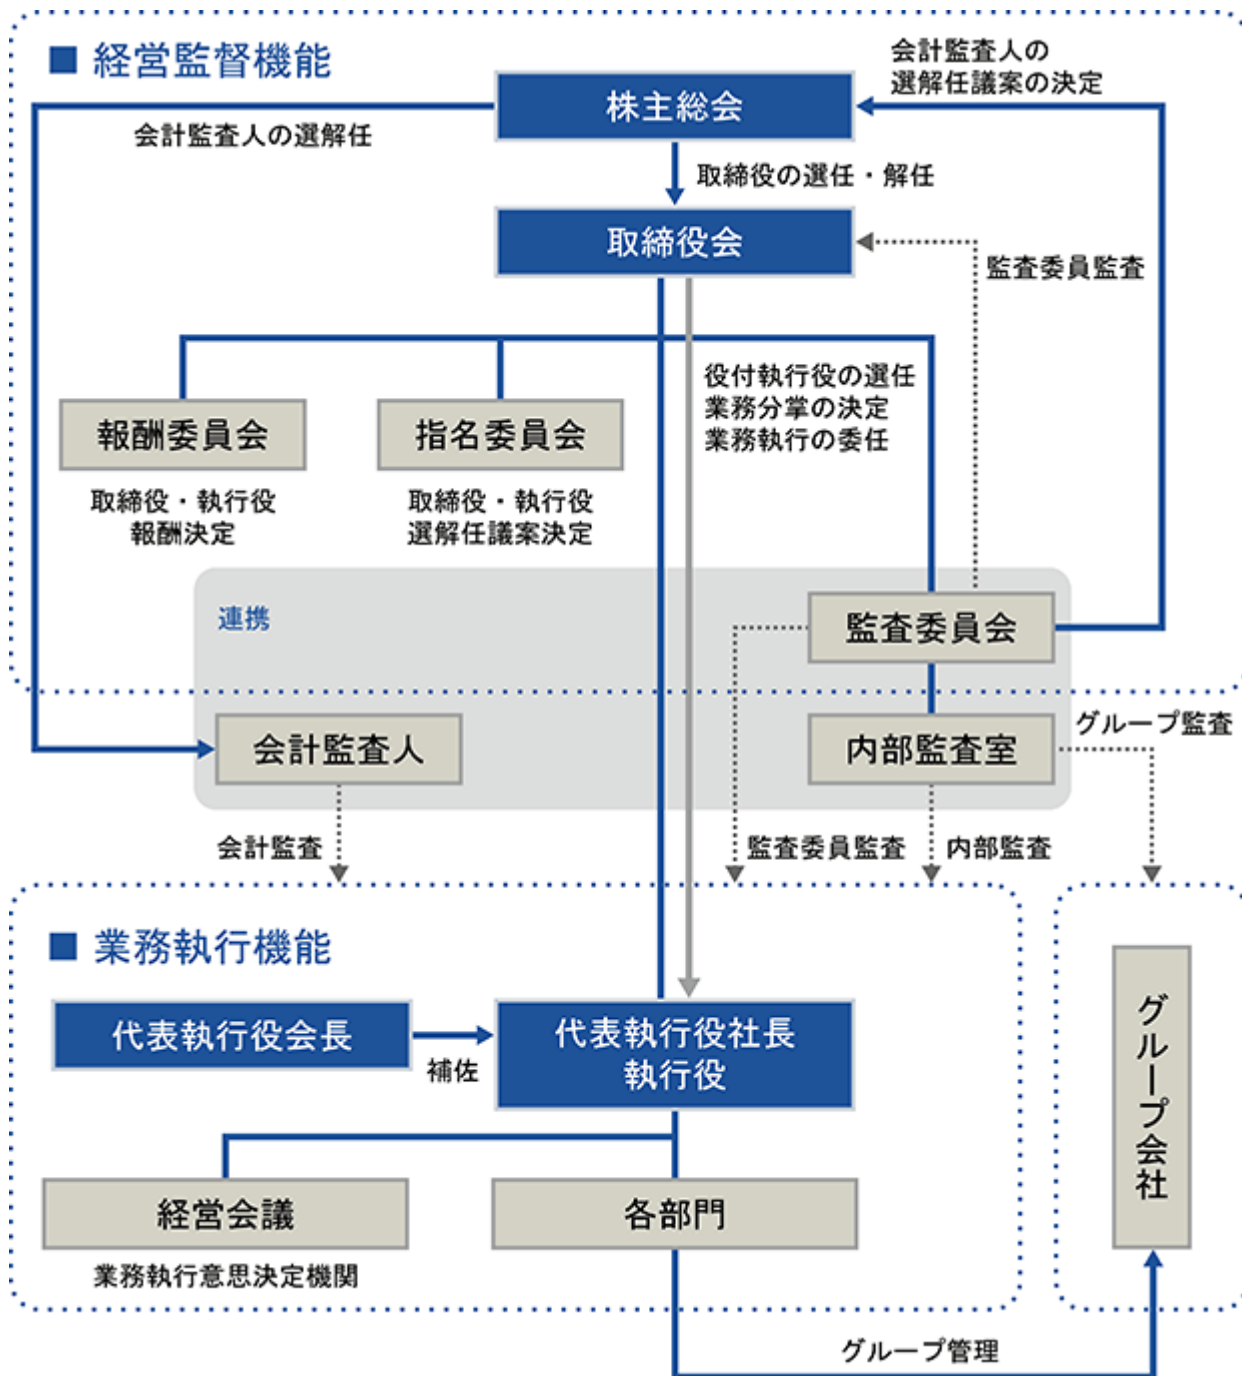 ■ 経営監督機能
会計監査人の
選解任議案の決定
株主総会
会計監査人の選解任
取締役の選任・解任
取締役会
監査委員監査
役付執行役の選任
業務分掌の決定
業務執行の委任
報酬委員会
指名委員会
取締役・執行役
報酬決定
取締役・執行役
選解任議案決定
連携
監査委員会
グループ監査
会計監査人
内部監査室
会計監査
監査委員監査
内部監査
■ 業務執行機能
代表執行役会長
補佐
代表執行役社長
執行役
グループ会社
経営会議
各部門
業務執行意思決定機関
グループ管理